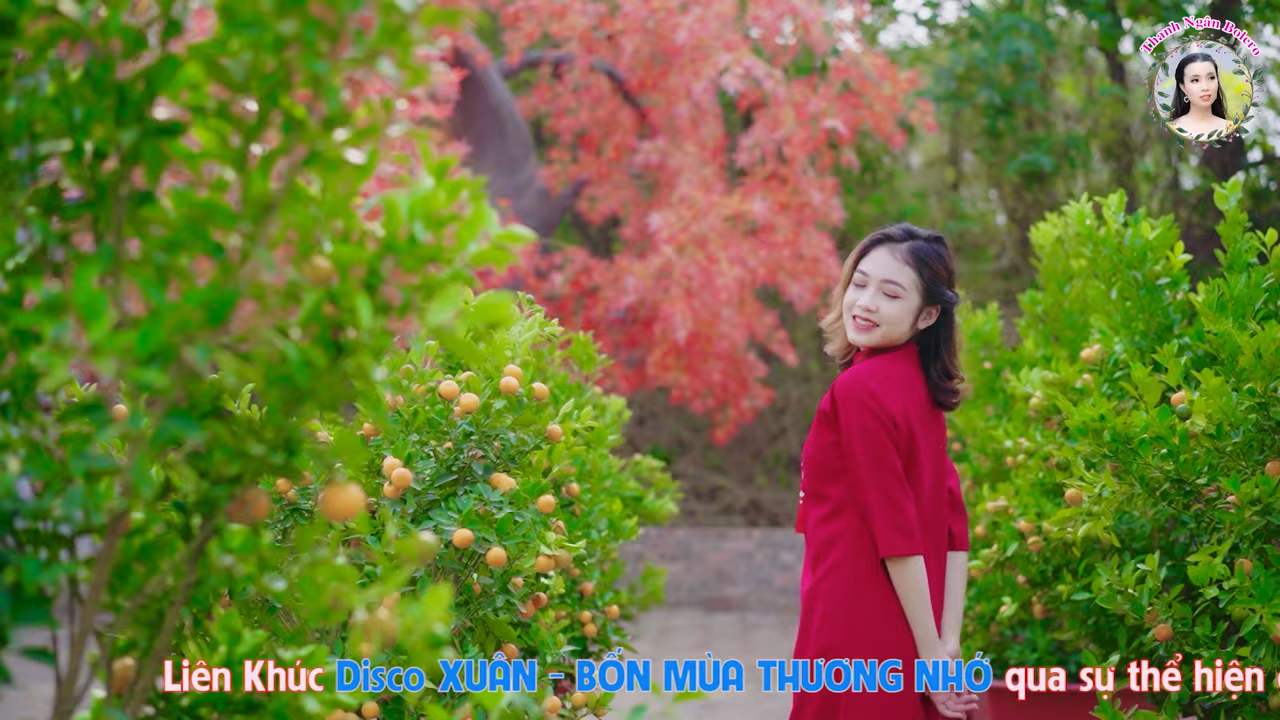 Thanh Ngân Bolero
Liên Khúc Disco XUÂN - BỐN MÙA THƯƠNG NHỚ qua sự thể hiện